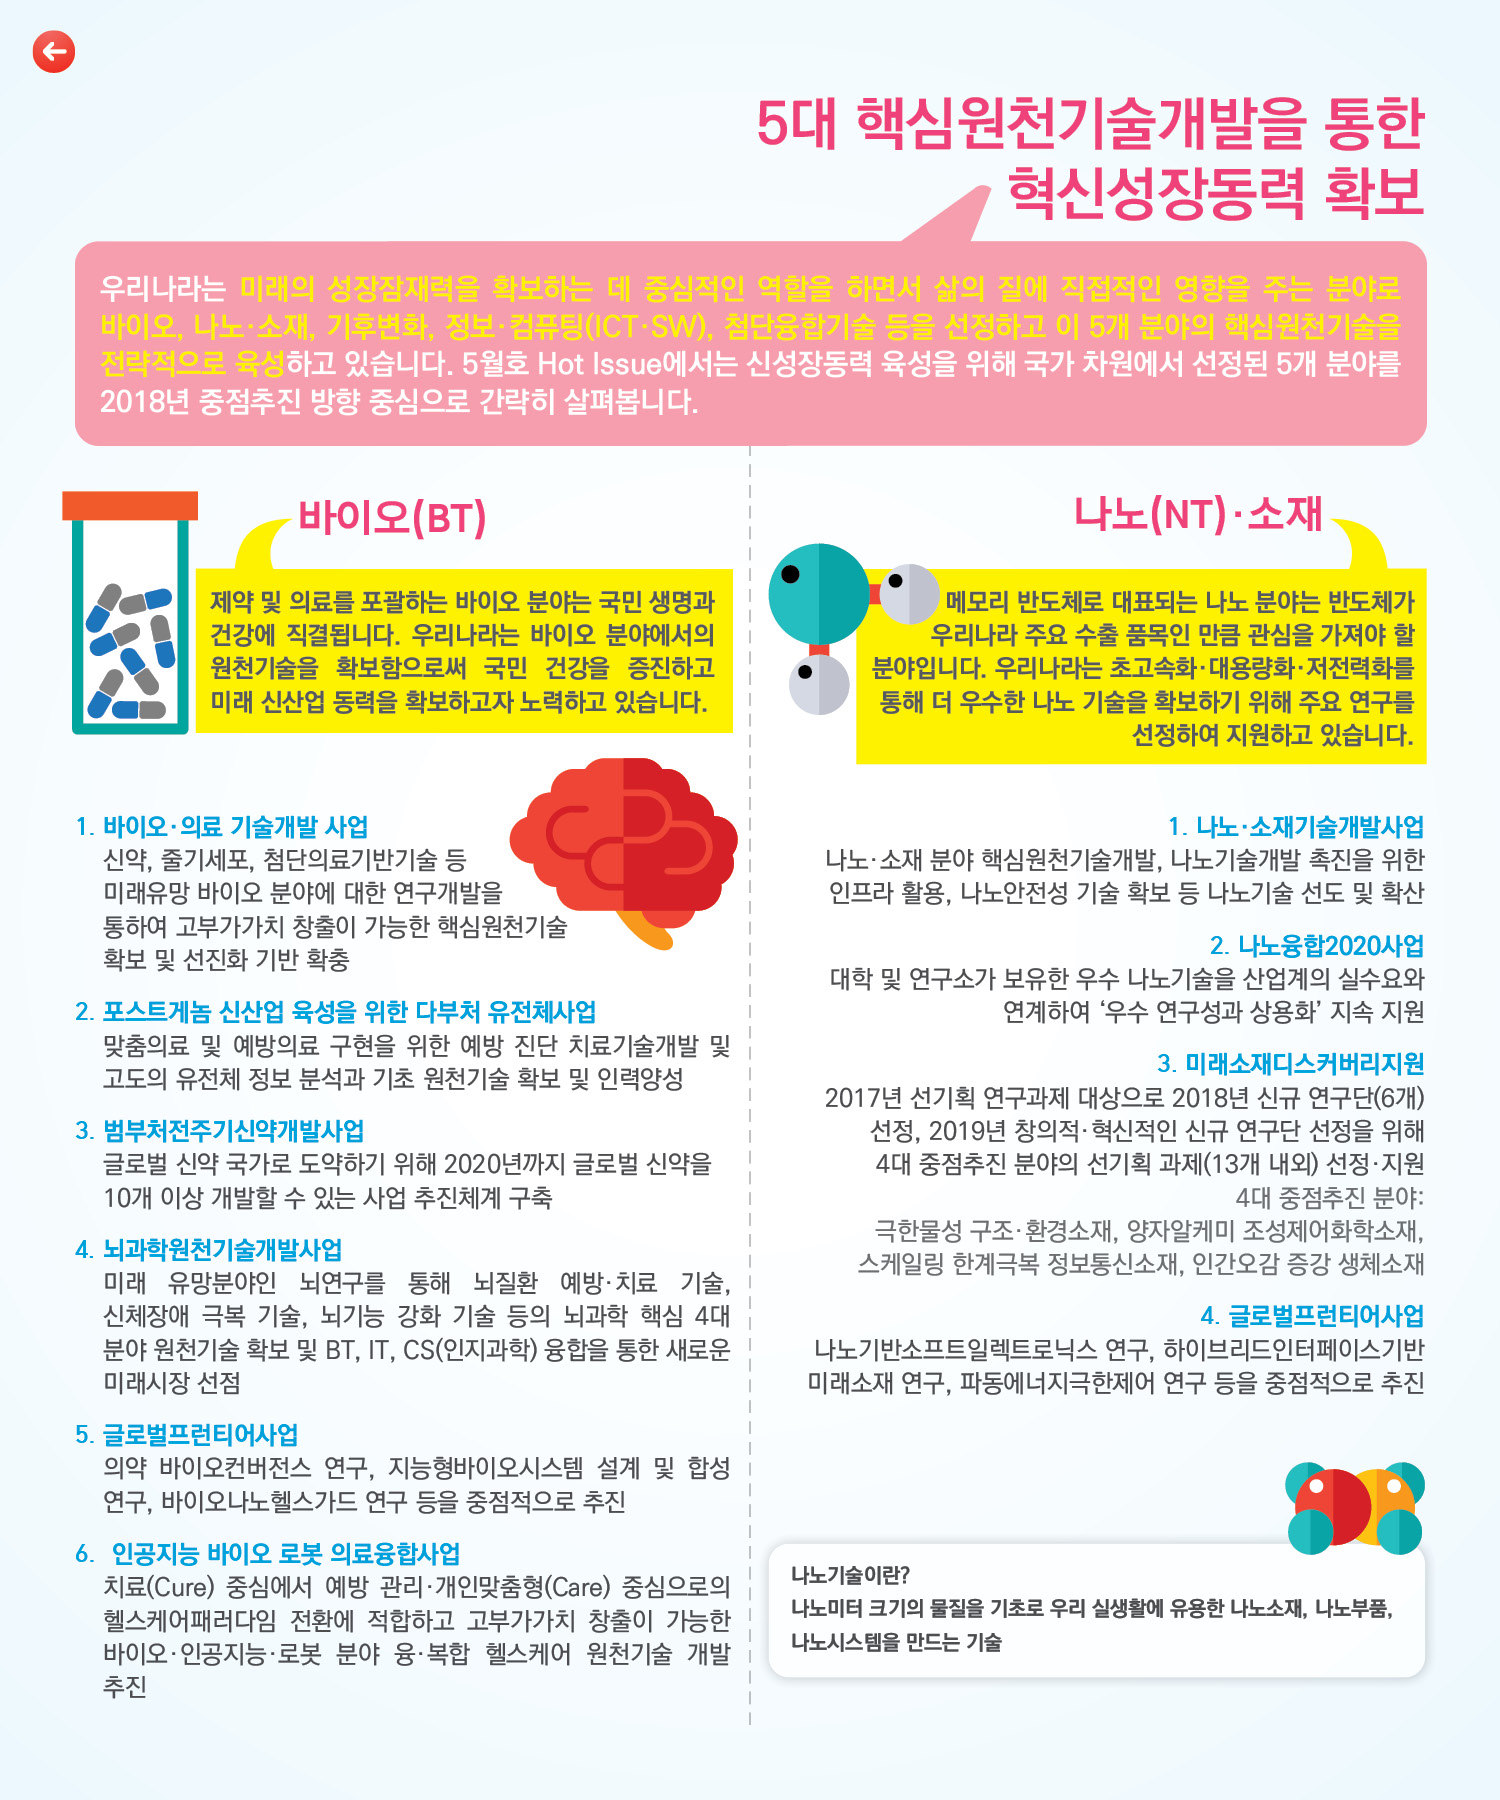 5대 핵심원천기술개발을 통한
혁신성장동력 확보
우리나라는 미래의 성장잠재력을 확보하는 데 중심적인 역할을 하면서 삶의 질에 직접적인 영향을 주는 분야로
바이오, 나노·소재, 기후변화, 정보·컴퓨팅(ICT·SW), 첨단융합기술 등을 선정하고 이 5개 분야의 핵심원천기술을
전략적으로 육성하고 있습니다. 5월호 Hot Issue에서는 신성장동력 육성을 위해 국가 차원에서 선정된 5개 분야를
2018년 중점추진 방향 중심으로 간략히 살펴봅니다.
바이오(BT)
제약 및 의료를 포괄하는 바이오 분야는 국민 생명과
건강에 직결됩니다. 우리나라는 바이오 분야에서의
원천기술을 확보함으로써 국민 건강을 증진하고
미래 신산업 동력을 확보하고자 노력하고 있습니다.
1. 바이오·의료 기술개발 사업
신약, 줄기세포, 첨단의료기반기술 등
미래유망 바이오 분야에 대한 연구개발을
통하여 고부가가치 창출이 가능한 핵심원천기술
확보 및 선진화 기반 확충
2. 포스트게놈 신산업 육성을 위한 다부처 유전체사업
맞춤의료 및 예방의료 구현을 위한 예방 진단 치료기술개발 및
고도의 유전체 정보 분석과 기초 원천기술 확보 및 인력양성
3. 범부처전주기신약개발사업
글로벌 신약 국가로 도약하기 위해 2020년까지 글로벌 신약을
10개 이상 개발할 수 있는 사업 추진체계 구축
4. 뇌과학원천기술개발사업
미래 유망분야인 뇌연구를 통해 뇌질환 예방·치료 기술,
신체장애 극복 기술, 뇌기능 강화 기술 등의 뇌과학 핵심 4대
분야 원천기술 확보 및 BT, IT, CS(인지과학) 융합을 통한 새로운
미래시장 선점
5. 글로벌프런티어사업
의약 바이오컨버전스 연구, 지능형바이오시스템 설계 및 합성
연구, 바이오나노헬스가드 연구 등을 중점적으로 추진
6. 인공지능 바이오 로봇 의료융합사업
치료(Cure) 중심에서 예방 관리·개인맞춤형(Care) 중심으로의
헬스케어패러다임 전환에 적합하고 고부가가치 창출이 가능한
바이오·인공지능·로봇 분야 융·복합 헬스케어 원천기술 개발
추진
나노(NT)·소재
메모리 반도체로 대표되는 나노 분야는 반도체가
우리나라 주요 수출 품목인 만큼 관심을 가져야 할
분야입니다. 우리나라는 초고속화·대용량화·저전력화를
통해 더 우수한 나노 기술을 확보하기 위해 주요 연구를
선정하여 지원하고 있습니다.
1. 나노·소재기술개발사업
나노·소재 분야 핵심원천기술개발, 나노기술개발 촉진을 위한
인프라 활용, 나노안전성 기술 확보 등 나노기술 선도 및 확산
2. 나노융합2020사업
대학 및 연구소가 보유한 우수 나노기술을 산업계의 실수요와
연계하여 ‘우수 연구성과 상용화’ 지속 지원
3. 미래소재디스커버리지원
2017년 선기획 연구과제 대상으로 2018년 신규 연구단(6개)
선정, 2019년 창의적·혁신적인 신규 연구단 선정을 위해
4대 중점추진 분야의 선기획 과제(13개 내외) 선정·지원
4대 중점추진 분야:
극한물성 구조·환경소재, 양자알케미 조성제어화학소재,
스케일링 한계극복 정보통신소재, 인간오감 증강 생체소재
4. 글로벌프런티어사업
나노기반소프트일렉트로닉스 연구, 하이브리드인터페이스기반
미래소재 연구, 파동에너지극한제어 연구 등을 중점적으로 추진
나노기술이란?
나노미터 크기의 물질을 기초로 우리 실생활에 유용한 나노소재, 나노부품,
나노시스템을 만드는 기술